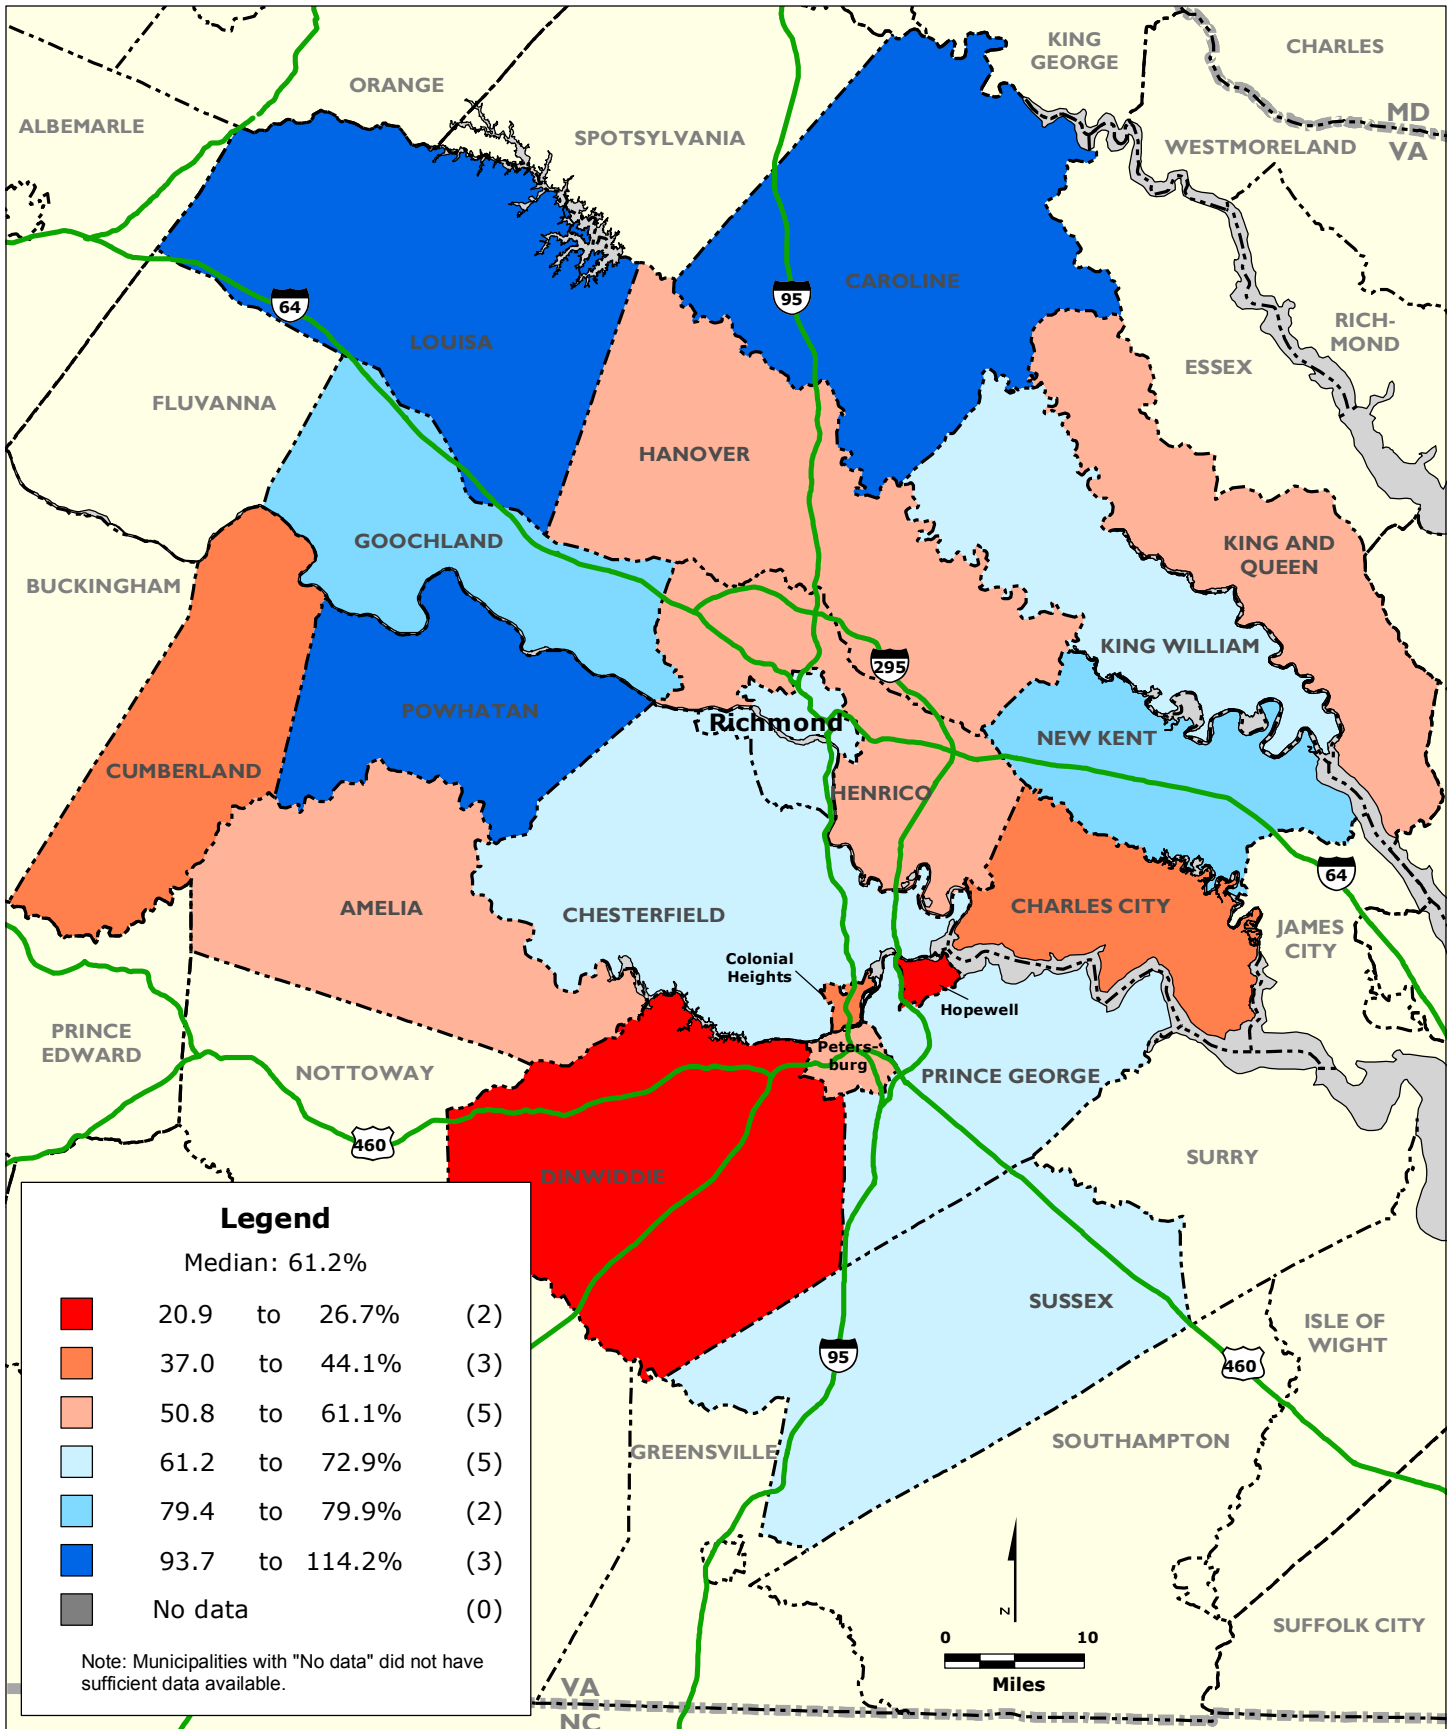 KING
GEORGE
CHARLES
ORANGE
ALBEMARLE
SPOTSYLVANIA
MD
VA
WESTMORELAND
CAROLINE
64
95
LOUISA
RICH-
MOND
ESSEX
FLUVANNA
HANOVER
GOOCHLAND
KING AND
QUEEN
BUCKINGHAM
KING WILLIAM
295
POWHATAN
Richmond
NEW KENT
CUMBERLAND
HENRICO
64
AMELIA
CHESTERFIELD
CHARLES CITY
JAMES
CITY
Colonial
Heights
Hopewell
PRINCE
EDWARD
NOTTOWAY
Peters-
burg
PRINCE GEORGE
460
SURRY
DINWIDDIE
SUSSEX
ISLE OF
WIGHT
95
460
GREENSVILLE
SOUTHAMPTON
SUFFOLK CITY
Legend
Median: 61.2%
20.9 to 26.7% (2)
37.0 to 44.1% (3)
50.8 to 61.1% (5)
61.2 to 72.9% (5)
79.4 to 79.9% (2)
93.7 to 114.2% (3)
No data (0)
Note: Municipalities with "No data" did not have
sufficient data available.
N
0 10
Miles
VA
NC